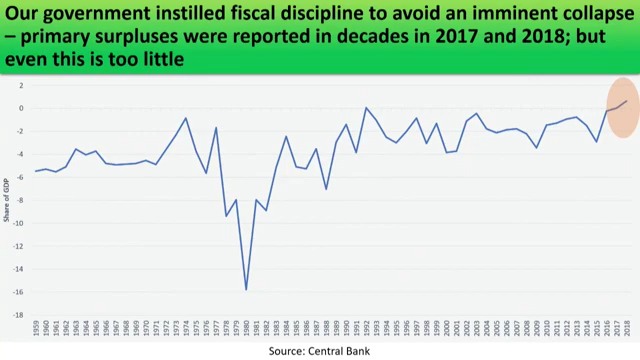 Our government instilled fiscal discipline to avoid an imminent collapse
– primary surpluses were reported in decades in 2017 and 2018; but
even this is too little
2
0
-2
-4
-6
-8
-10
-12
-14
-16
-18
Share of GDP
1959 1960 1961 1962 1963 1964 1965 1966 1967 1968 1969 1970 1971 1972 1973 1974 1975 1976 1977 1978 1979 1980 1981 1982 1983 1984 1985 1986 1987 1988 1989 1990 1991 1992 1993 1994 1995 1996 1997 1998 1999 2000 2001 2002 2003 2004 2005 2006 2007 2008 2009 2010 2011 2012 2013 2014 2015 2016 2017 2018
Source: Central Bank